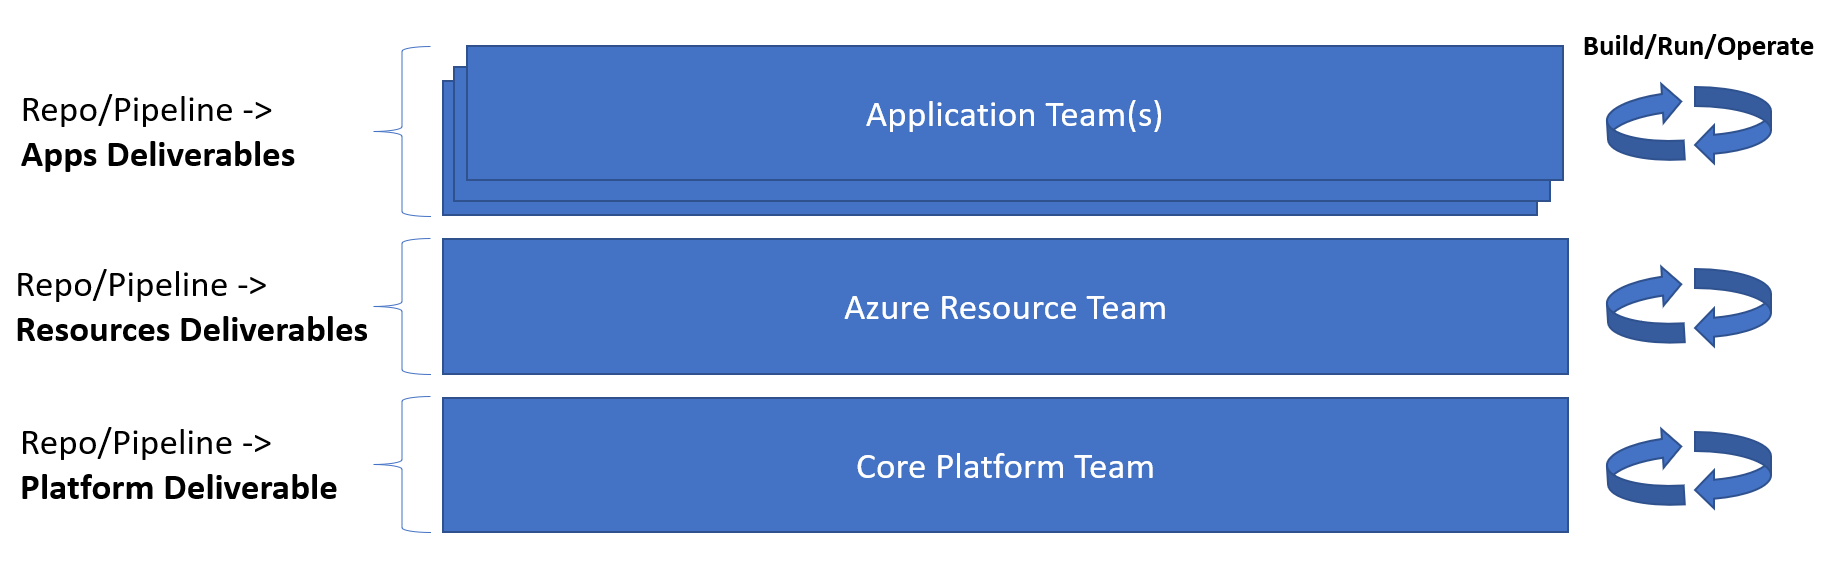 Build/Run/Operate
Repo/Pipeline ->
Apps Deliverables
Application Team(s)
Repo/Pipeline ->
Resources Deliverables
Azure Resource Team
Repo/Pipeline ->
Platform Deliverable
Core Platform Team